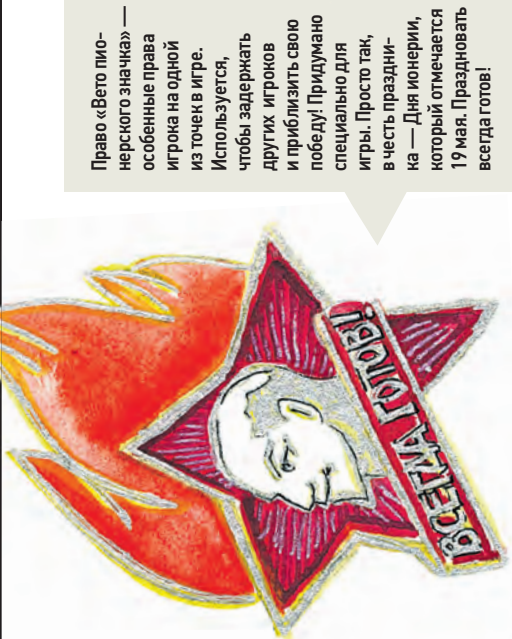 Право «Вето пио-
нерского значка» —
особенные права
игрока на одной
из точек в игре.
Используется,
чтобы задержать
других игроков
и приблизить свою
победу! Придумано
специально для
игры. Просто так,
в честь праздни-
ка — Дня ионерии,
который отмечается
19 мая. Праздновать
всегда готов!
ВСЕГДА ГОТОВ!